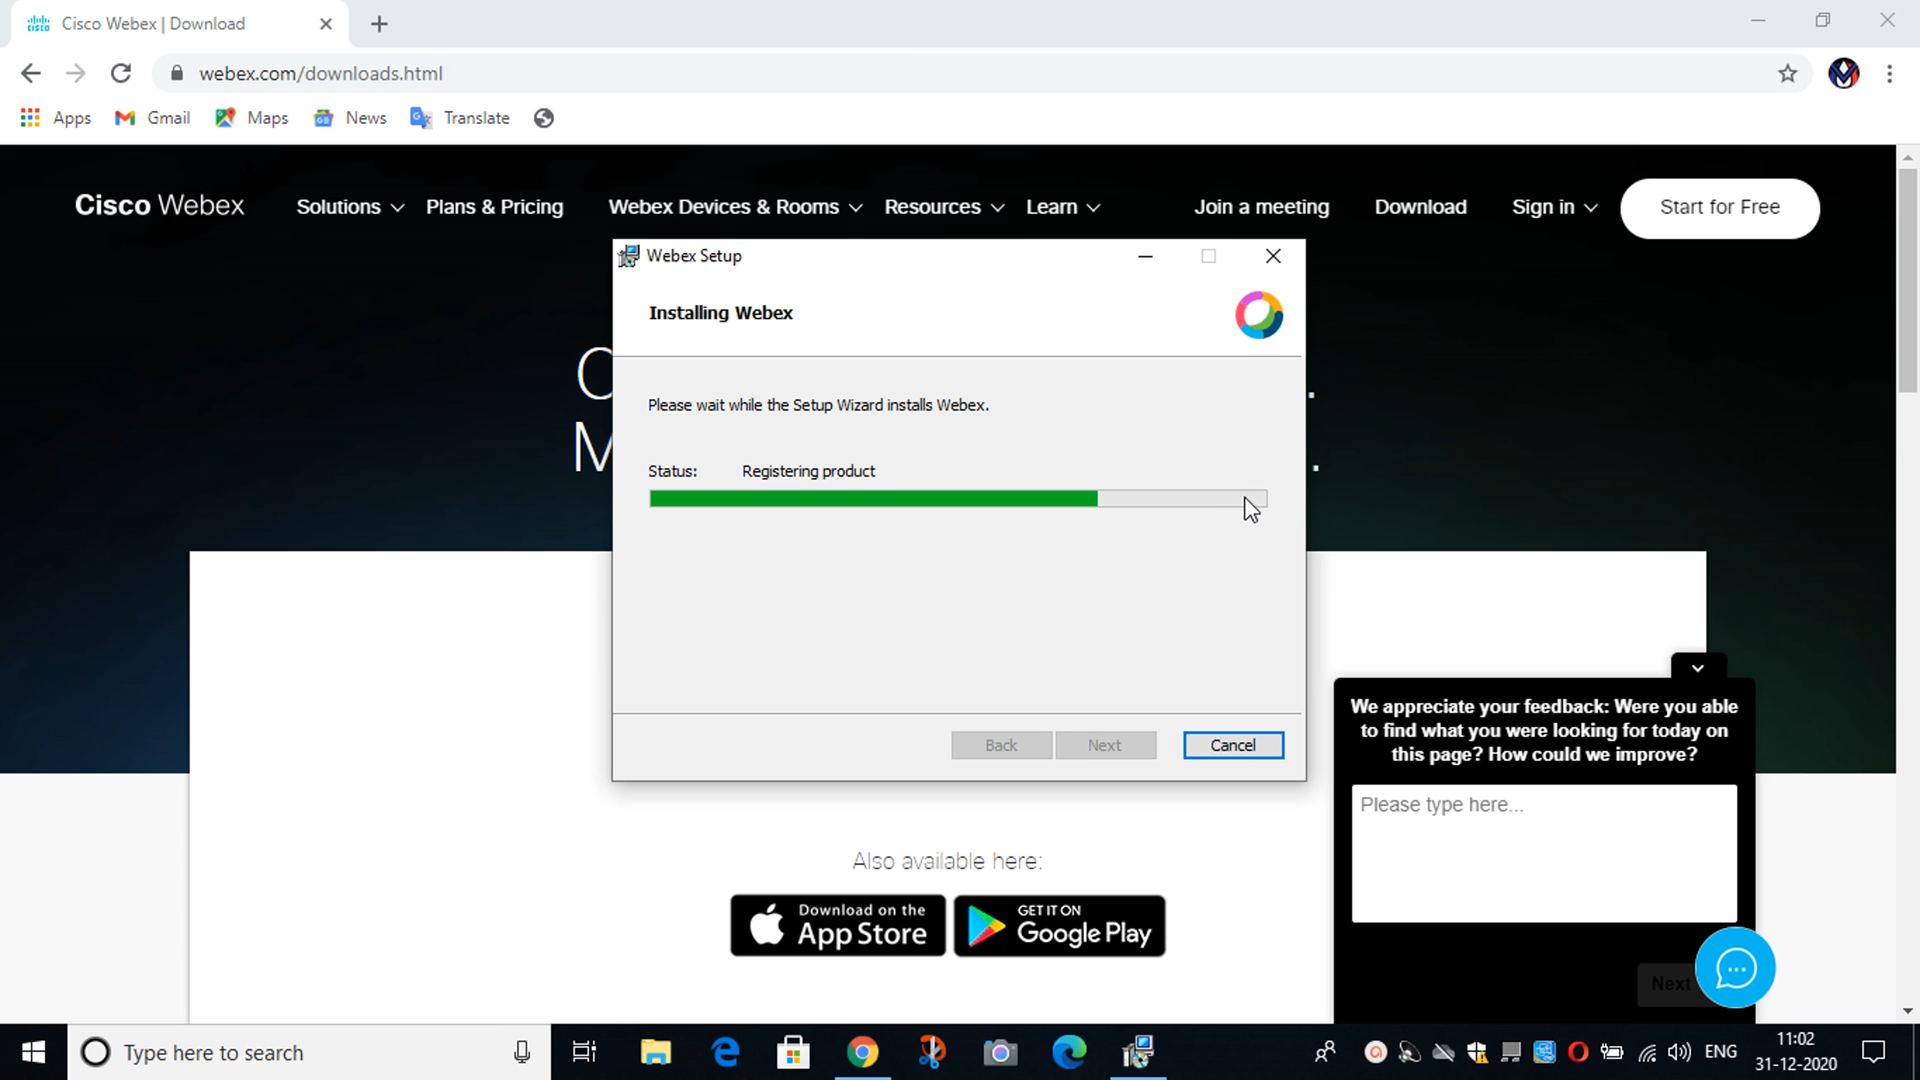 Cisco Webex | Download
webex.com/downloads.html
Apps Gmail Maps News Translate
Cisco Webex Solutions Plans & Pricing Webex Devices & Rooms Resources Learn Join a meeting Download Sign in Start for Free
Webex Setup
Installing Webex
Please wait while the Setup Wizard installs Webex.
Status: Registering product
Back Next Cancel
We appreciate your feedback: Were you able
to find what you were looking for today on
this page? How could we improve?
Please type here...
Next
Also available here:
Download on the
App Store
GET IT ON
Google Play
Type here to search
ENG
11:02
31-12-2020